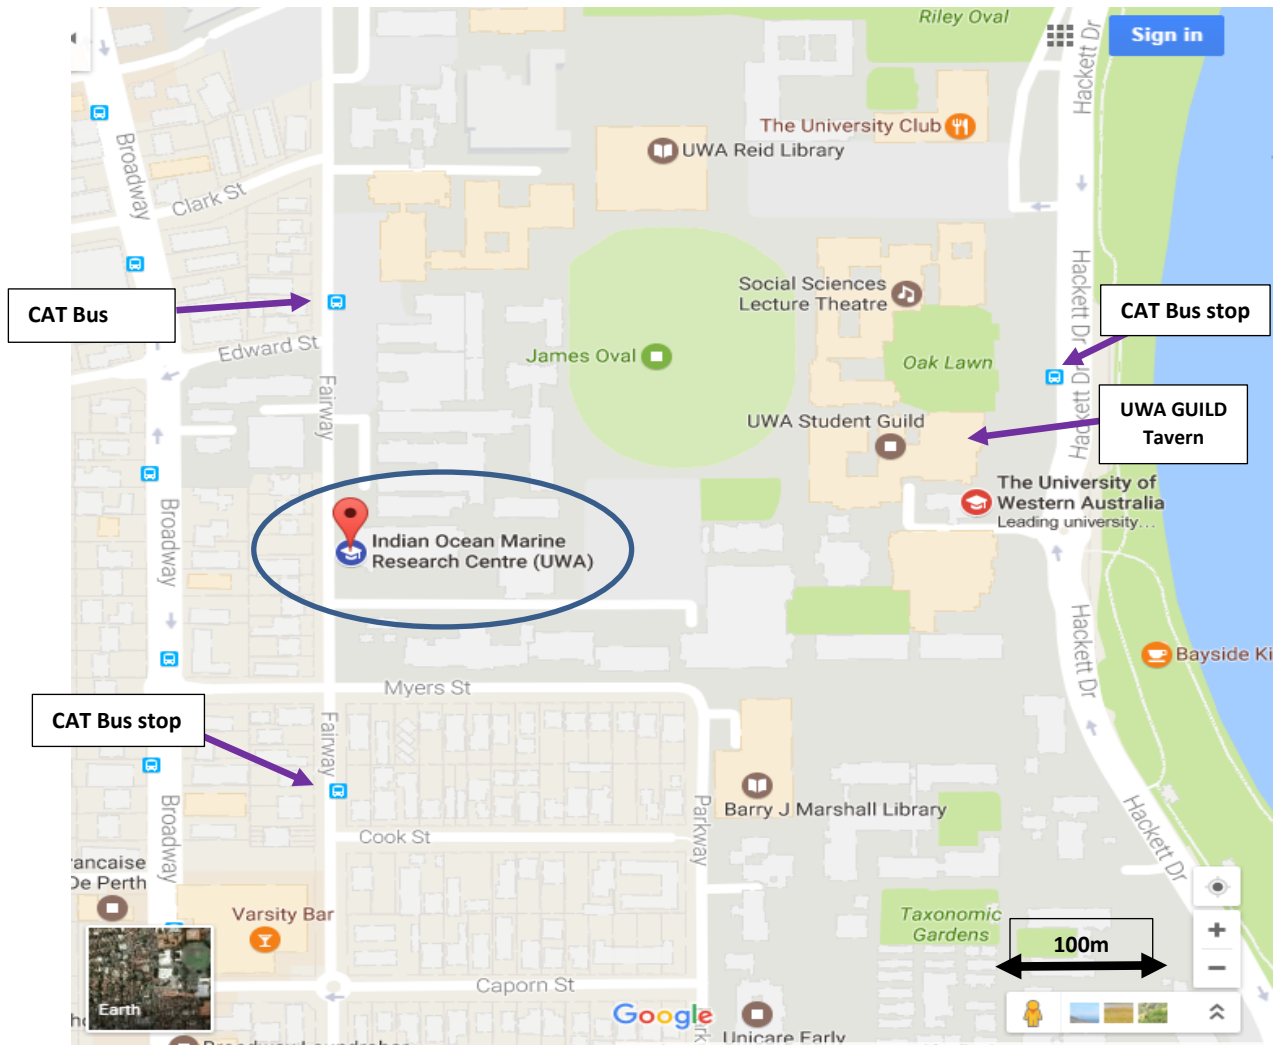 Riley Oval
Sign in
Hackett Dr
The University Club
UWA Reid Library
Broadway
Clark St
Social Sciences
Lecture Theatre
Hackett Dr
CAT Bus
CAT Bus stop
Edward St
James Oval
Oak Lawn
Hackett Dr
Fairway
UWA Student Guild
UWA GUILD
Tavern
The University of
Western Australia
Leading university...
Broadway
Indian Ocean Marine
Research Centre (UWA)
Hackett Dr
Bayside Ki
Myers St
CAT Bus stop
Fairway
Broadway
Parkway
Barry J Marshall Library
Cook St
Hackett Dr
rancaise
De Perth
Varsity Bar
Taxonomic
Gardens
100m
Caporn St
Earth
Google
Unicare Early